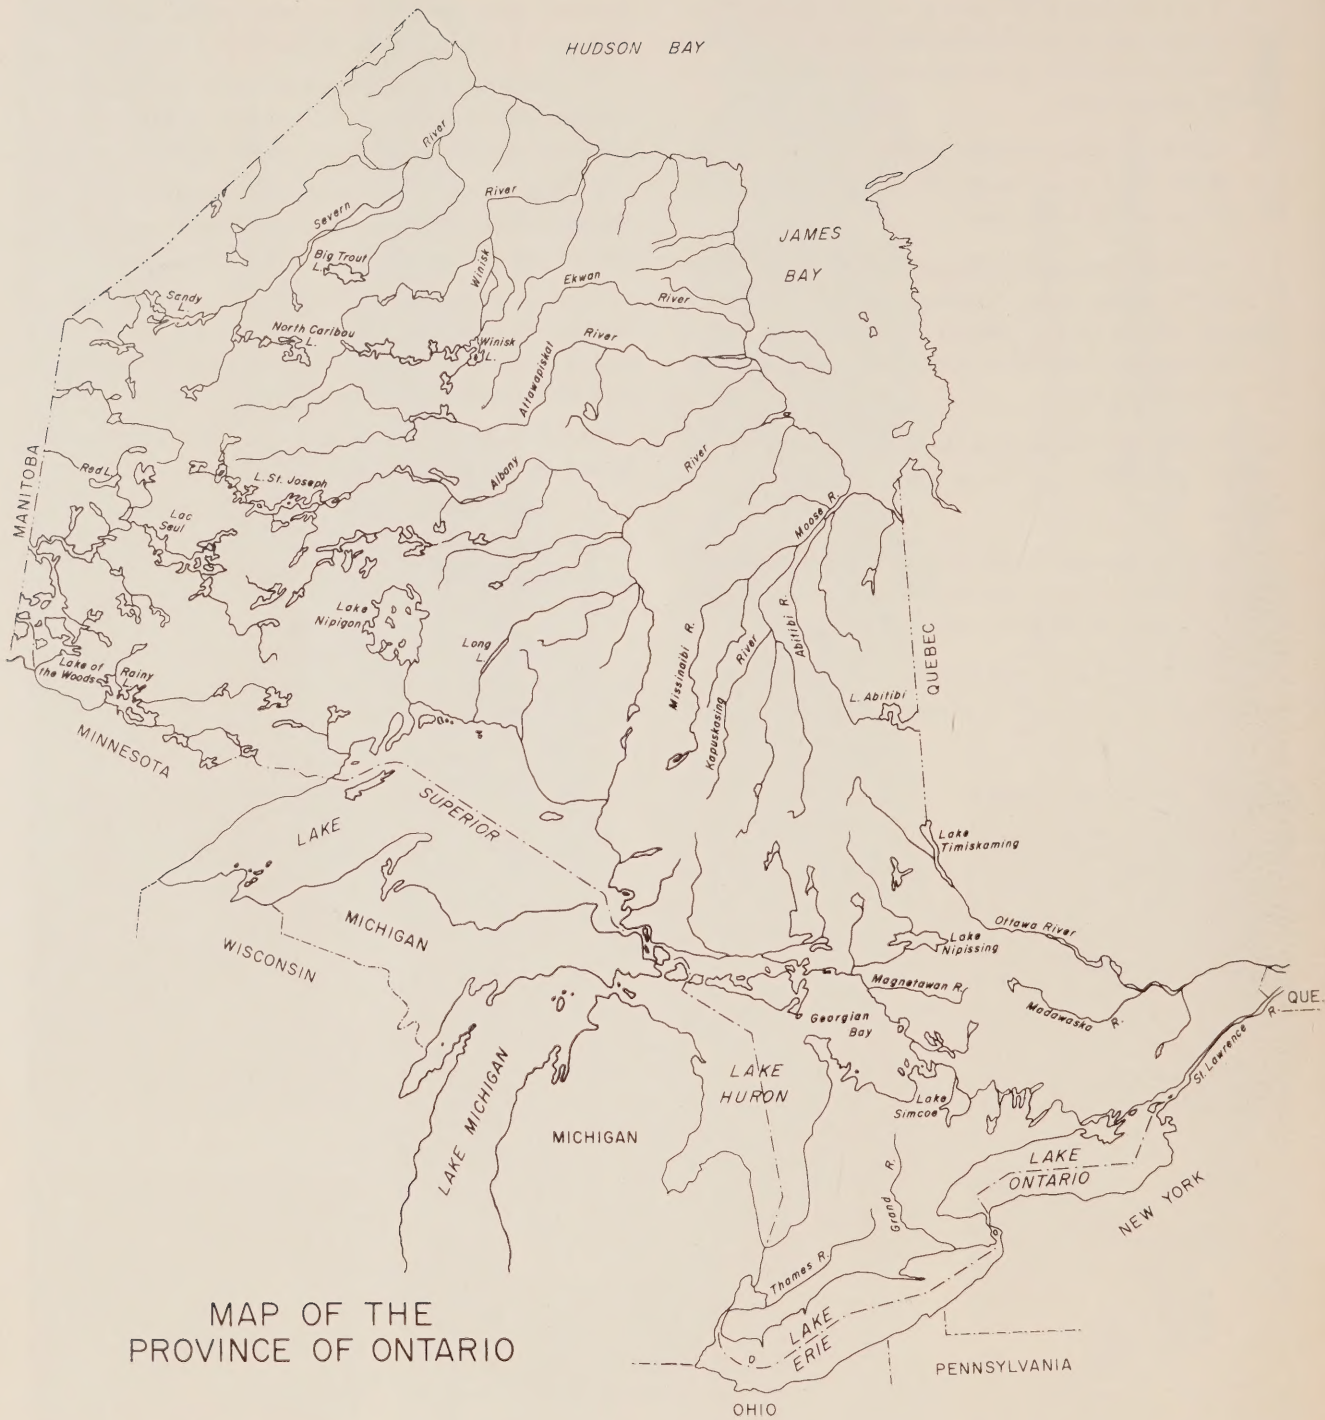 HUDSON BAY
River
Severn
River
JAMES
BAY
Big Trout
L.
Winisk
Ekwan
River
Sandy
L.
North Caribou
L.
Winisk
L.
River
Attawapiskat
MANITOBA
Red L.
L. St. Joseph
Albany
River
Lac
Seul
Moose R.
Lake
Nipigon
Long
L.
Missinaibi R.
River
Kapuskasing
Abitibi R.
QUEBEC
Lake of
the Woods
Rainy
L.
L. Abitibi
MINNESOTA
SUPERIOR
LAKE
Lake
Timiskaming
MICHIGAN
WISCONSIN
Ottawa River
Lake
Nipissing
Magnetawan R.
Madawaska R.
QUE.
St. Lawrence R.
Georgian
Bay
LAKE
HURON
LAKE MICHIGAN
Lake
Simcoe
MICHIGAN
LAKE
ONTARIO
Grand R.
NEW YORK
Thames R.
LAKE
ERIE
MAP OF THE
PROVINCE OF ONTARIO
PENNSYLVANIA
OHIO